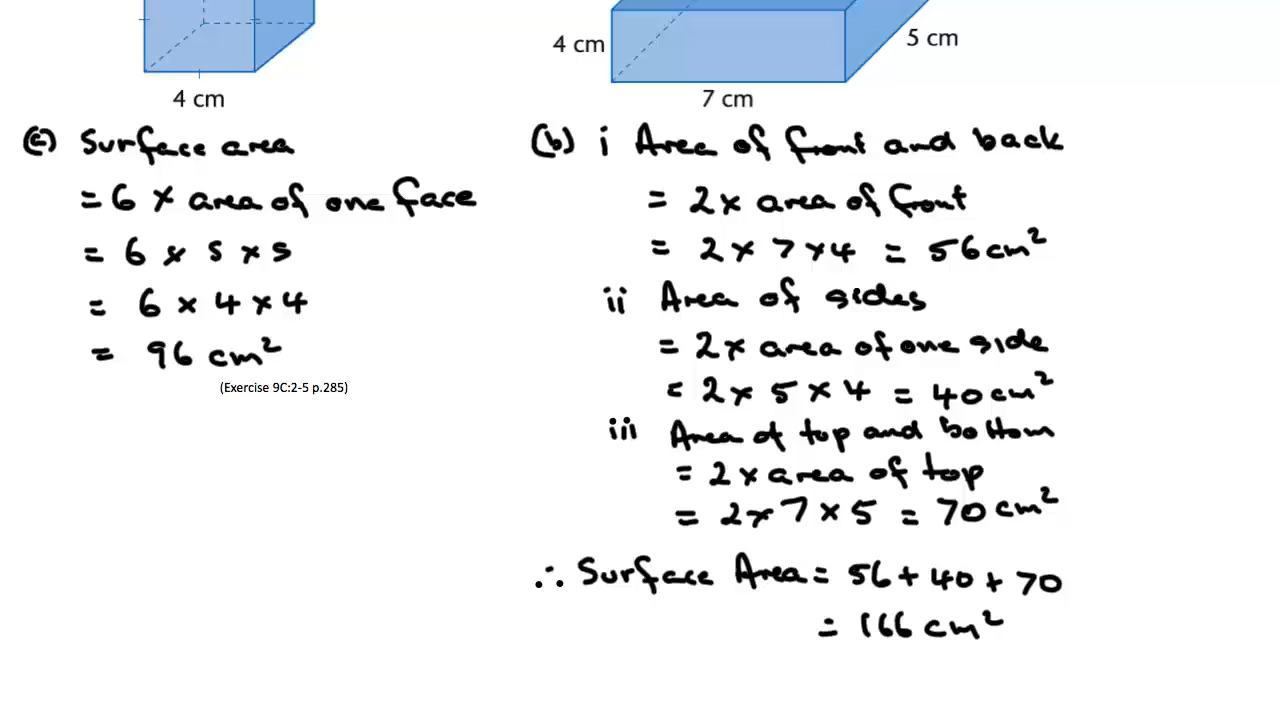 4 cm
(a) Surface area
= 6 × area of one face
= 6 × s × s
= 6 × 4 × 4
= 96 cm²
(Exercise 9C:2-5 p.285)
4 cm
5 cm
7 cm
(b) i Area of front and back
= 2 × area of front
= 2 × 7 × 4 = 56 cm²
ii Area of sides
= 2 × area of one side
= 2 × 5 × 4 = 40 cm²
iii Area of top and bottom
= 2 × area of top
= 2 × 7 × 5 = 70 cm²
∴ Surface Area = 56 + 40 + 70
= 166 cm²